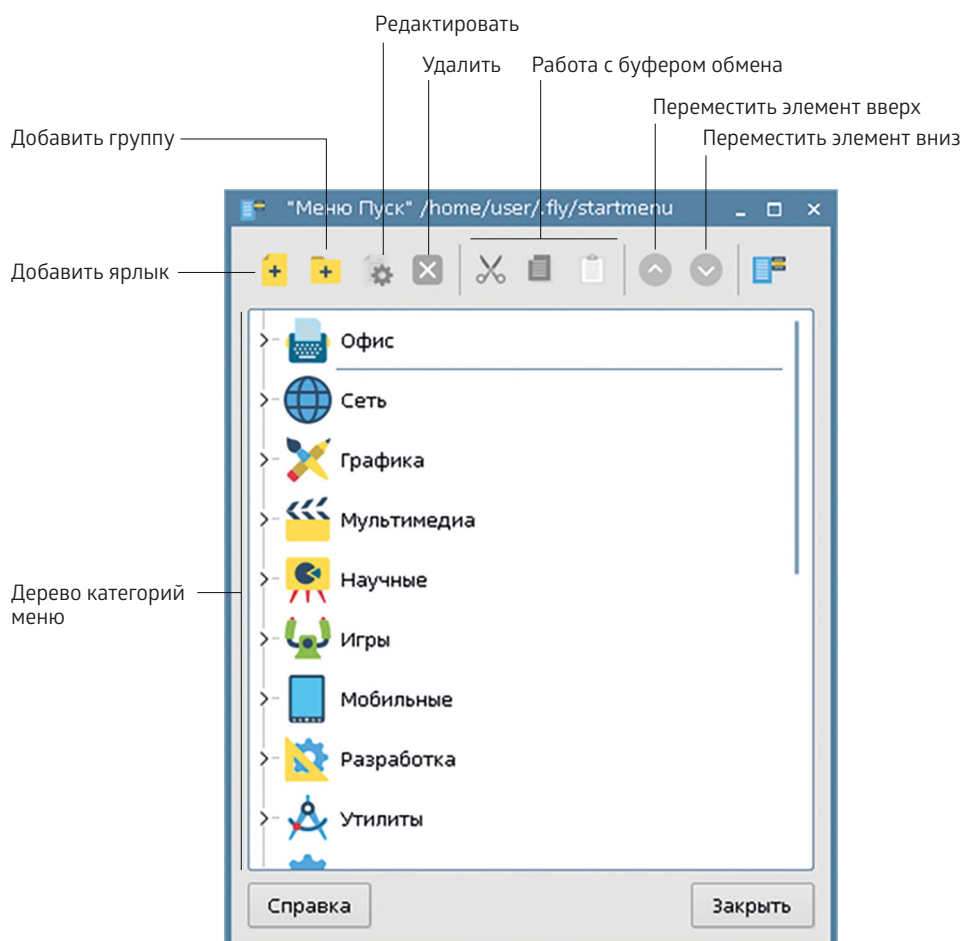 Редактировать
Удалить
Работа с буфером обмена
Переместить элемент вверх
Добавить группу
Переместить элемент вниз
"Меню Пуск" /home/user/.fly/startmenu
Добавить ярлык
Офис
Сеть
Графика
Мультимедиа
Научные
Дерево категорий
меню
Игры
Мобильные
Разработка
Утилиты
Справка
Закрыть